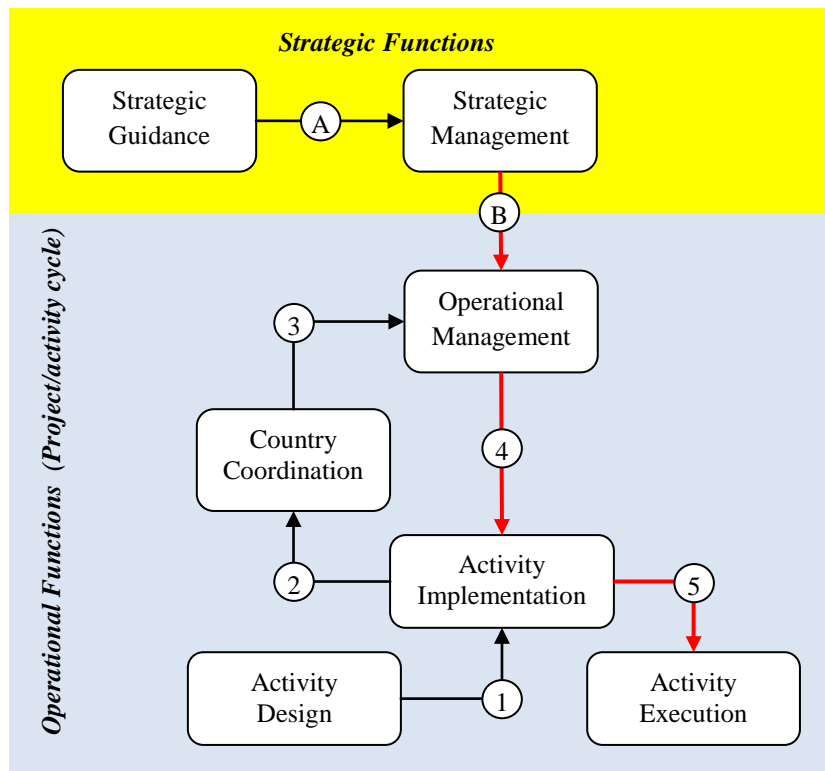 Strategic Functions
Strategic
Guidance
A
Strategic
Management
B
Operational Functions (Project/activity cycle)
Operational
Management
3
Country
Coordination
4
2
Activity
Implementation
5
Activity
Design
1
Activity
Execution